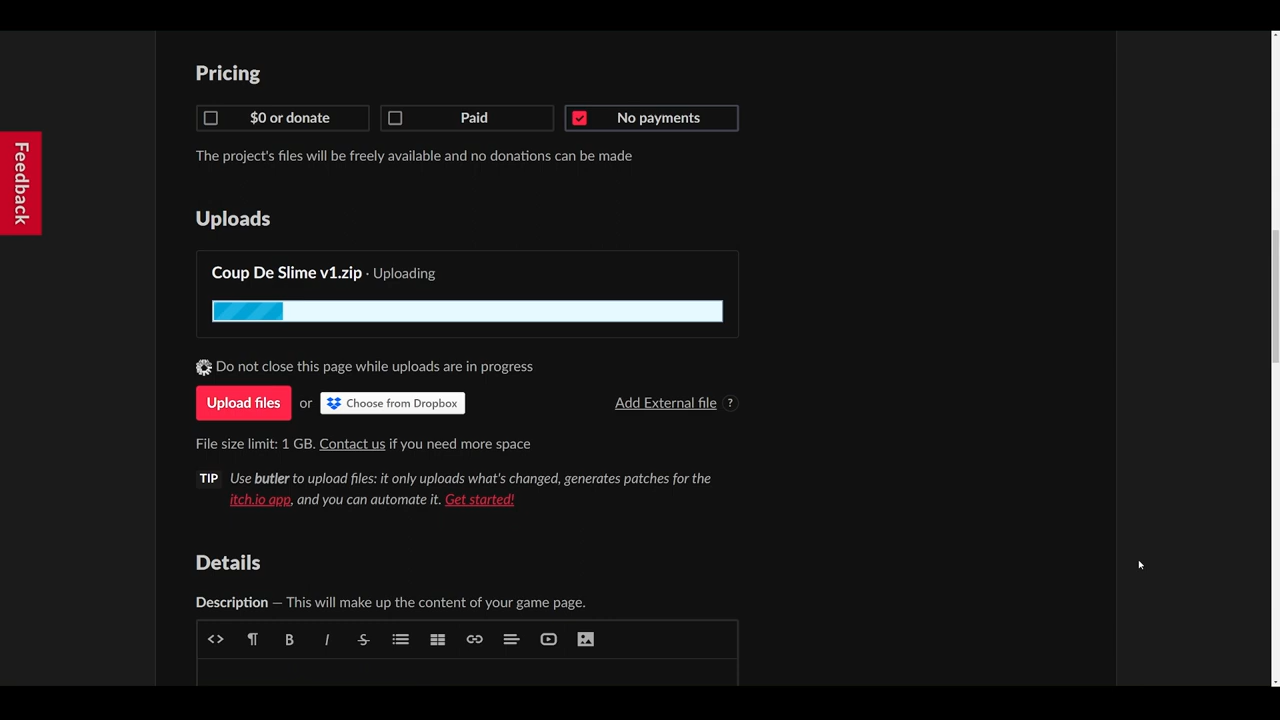 Pricing
$0 or donate
Paid
No payments
The project's files will be freely available and no donations can be made
Feedback
Uploads
Coup De Slime v1.zip · Uploading
Do not close this page while uploads are in progress
Upload files or Choose from Dropbox Add External file ?
File size limit: 1 GB. Contact us if you need more space
TIP Use butler to upload files: it only uploads what's changed, generates patches for the
itch.io app, and you can automate it. Get started!
Details
Description — This will make up the content of your game page.
<> ¶ B I S